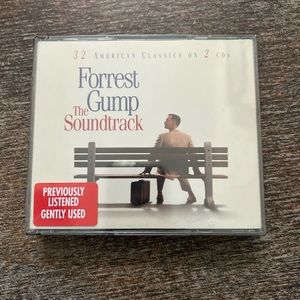 32 AMERICAN CLASSICS ON 2 CDs
Forrest
Gump
The
Soundtrack
PREVIOUSLY
LISTENED
GENTLY USED